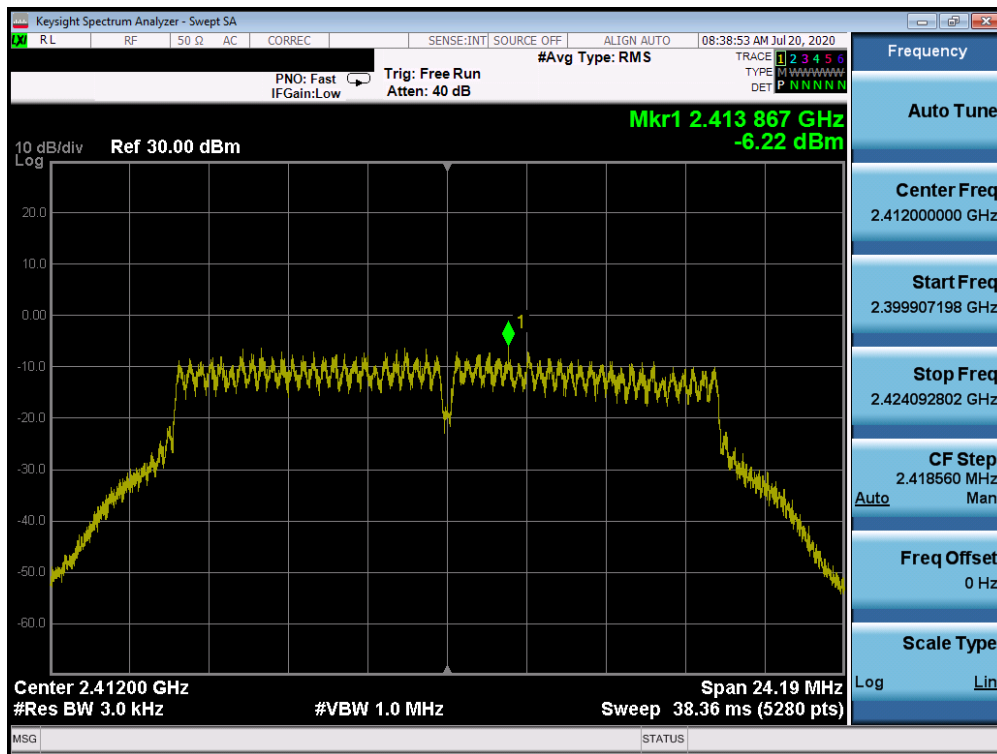 Keysight Spectrum Analyzer - Swept SA
LXI RL RF 50 Ω AC CORREC SENSE:INT SOURCE OFF ALIGN AUTO 08:38:53 AM Jul 20, 2020
#Avg Type: RMS
TRACE 1 2 3 4 5 6
PNO: Fast Trig: Free Run
TYPE M WWWWW
IFGain:Low Atten: 40 dB
DET P N N N N N
Mkr1 2.413 867 GHz
-6.22 dBm
10 dB/div Ref 30.00 dBm
Log
20.0
10.0
0.00
1
-10.0
-20.0
-30.0
-40.0
-50.0
-60.0
Center 2.41200 GHz Span 24.19 MHz
#Res BW 3.0 kHz #VBW 1.0 MHz Sweep 38.36 ms (5280 pts)
MSG STATUS
Frequency
Auto Tune
Center Freq
2.412000000 GHz
Start Freq
2.399907198 GHz
Stop Freq
2.424092802 GHz
CF Step
2.418560 MHz
Auto Man
Freq Offset
0 Hz
Scale Type
Log Lin